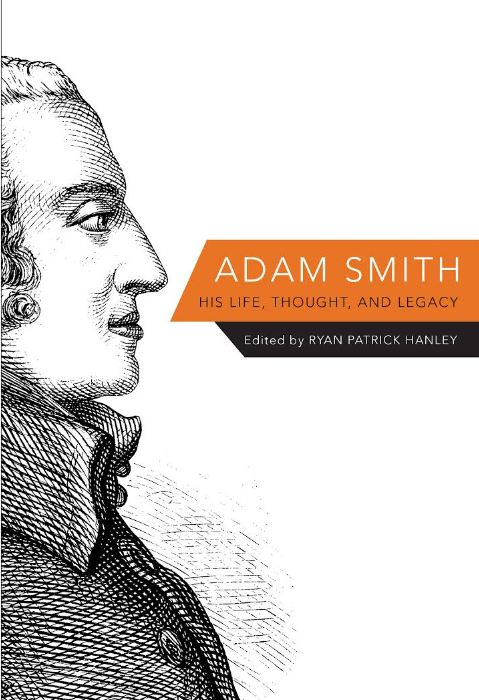 ADAM SMITH
HIS LIFE, THOUGHT, AND LEGACY
Edited by RYAN PATRICK HANLEY